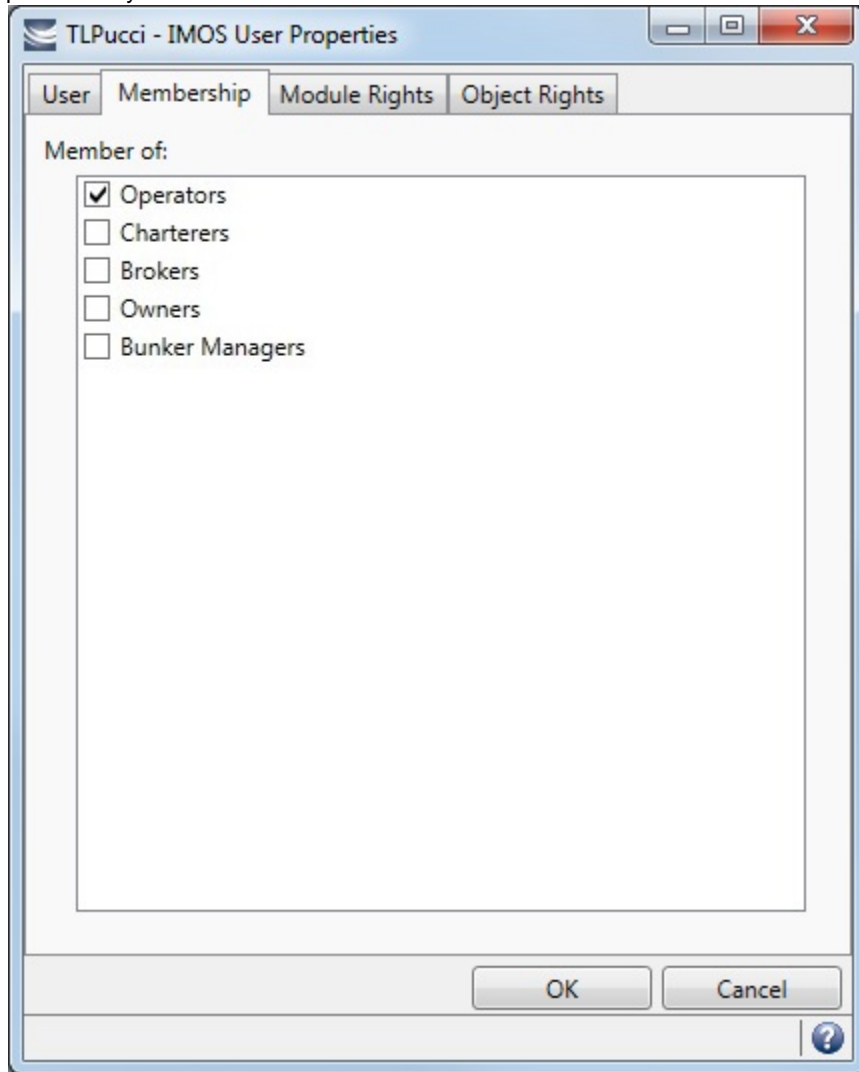 TLPucci - IMOS User Properties
User Membership Module Rights Object Rights
Member of:
Operators
Charterers
Brokers
Owners
Bunker Managers
OK Cancel